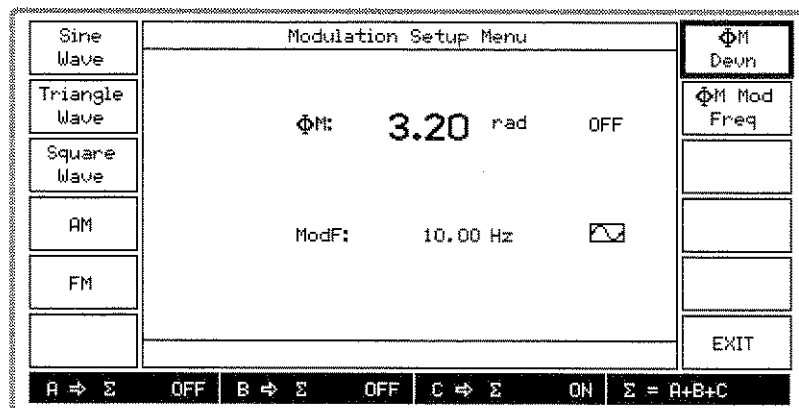 Sine
Wave
Triangle
Wave
Square
Wave
AM
FM
Modulation Setup Menu
ΦM: 3.20 rad OFF
ModF: 10.00 Hz
ΦM
Devn
ΦM Mod
Freq
EXIT
A ⇨ Σ OFF B ⇨ Σ OFF C ⇨ Σ ON Σ = A+B+C